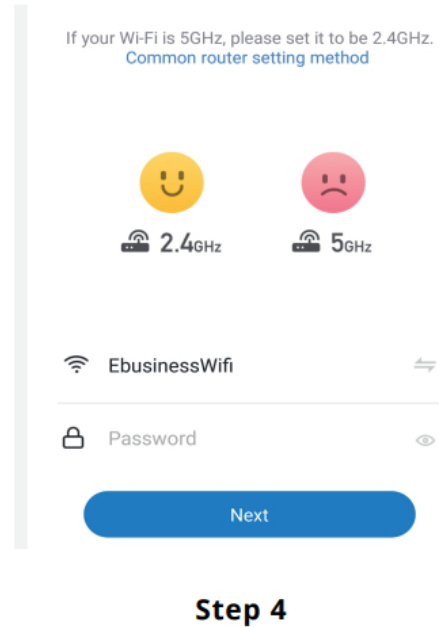 If your Wi-Fi is 5GHz, please set it to be 2.4GHz.
Common router setting method
2.4GHz 5GHz
EbusinessWifi
Password
Next
Step 4